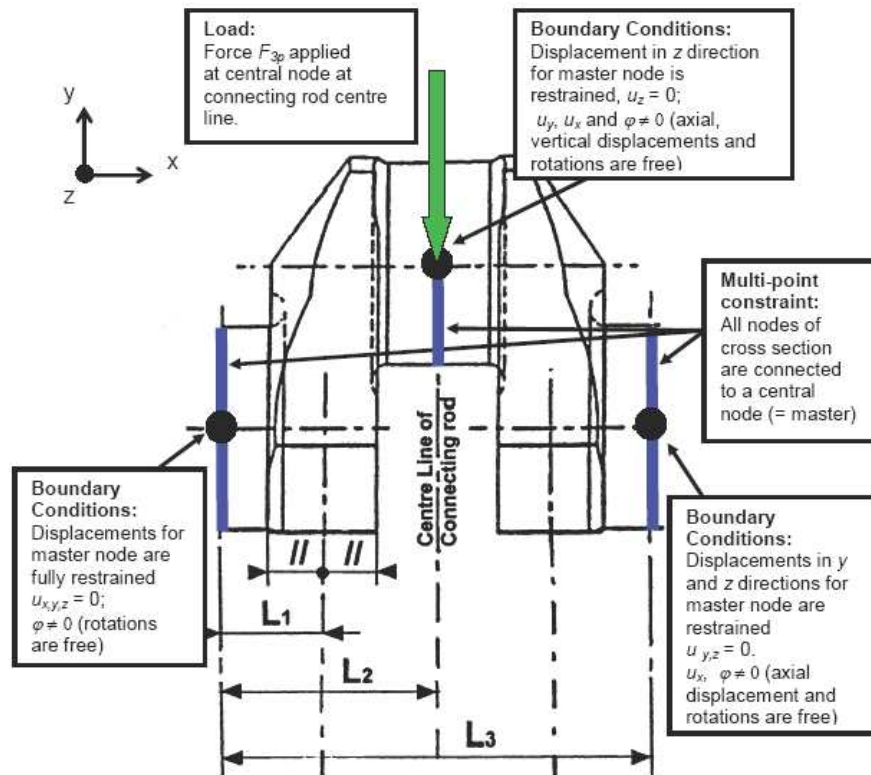 Load:
Force F3p applied
at central node at
connecting rod centre
line.
Boundary Conditions:
Displacement in z direction
for master node is
restrained, uz = 0;
uy, ux and φ ≠ 0 (axial,
vertical displacements and
rotations are free)
y
x
z
Multi-point
constraint:
All nodes of
cross section
are connected
to a central
node (= master)
Centre Line of
Connecting rod
Boundary
Conditions:
Displacements for
master node are
fully restrained
ux,y,z = 0;
φ ≠ 0 (rotations
are free)
Boundary
Conditions:
Displacements in y
and z directions for
master node are
restrained
u y,z = 0.
ux, φ ≠ 0 (axial
displacement and
rotations are free)
// //
L1
L2
L3